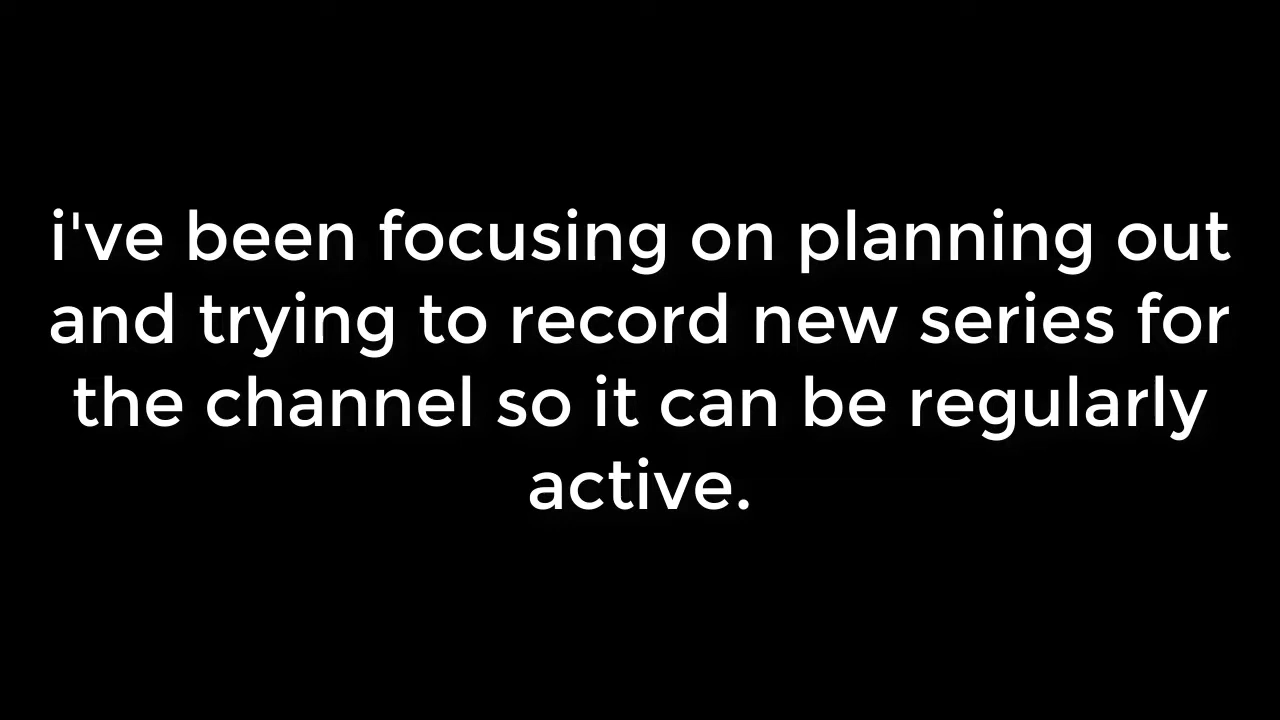 i've been focusing on planning out
and trying to record new series for
the channel so it can be regularly
active.